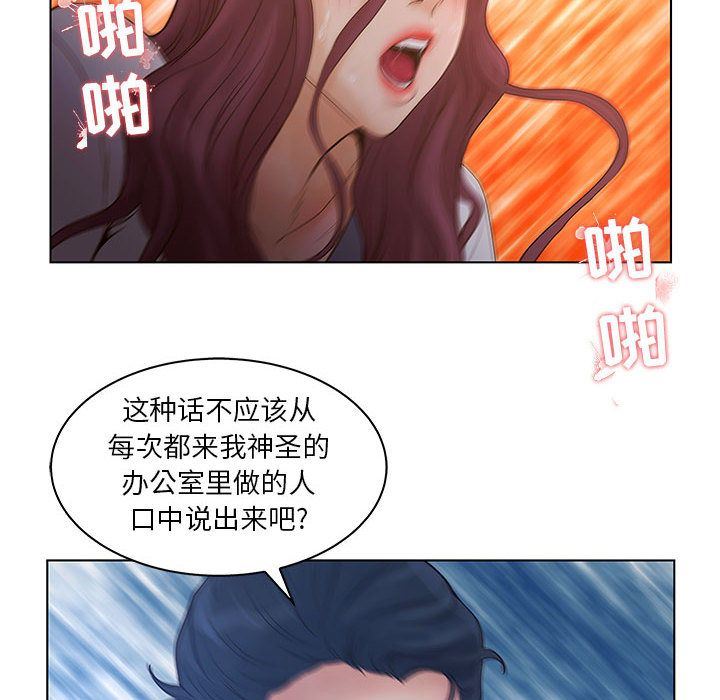 啪
啪
啪
啪
这种话不应该从
每次都来我神圣的
办公室里做的人
口中说出来吧?